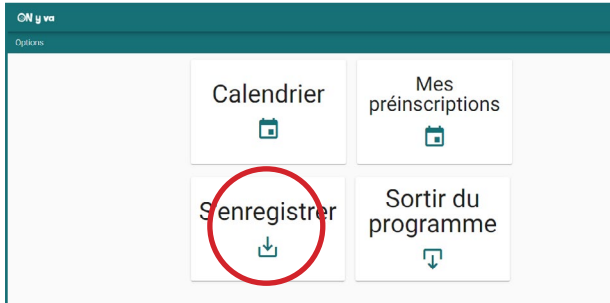 ON y va
Options
Calendrier
Mes
préinscriptions
S'enregistrer
Sortir du
programme